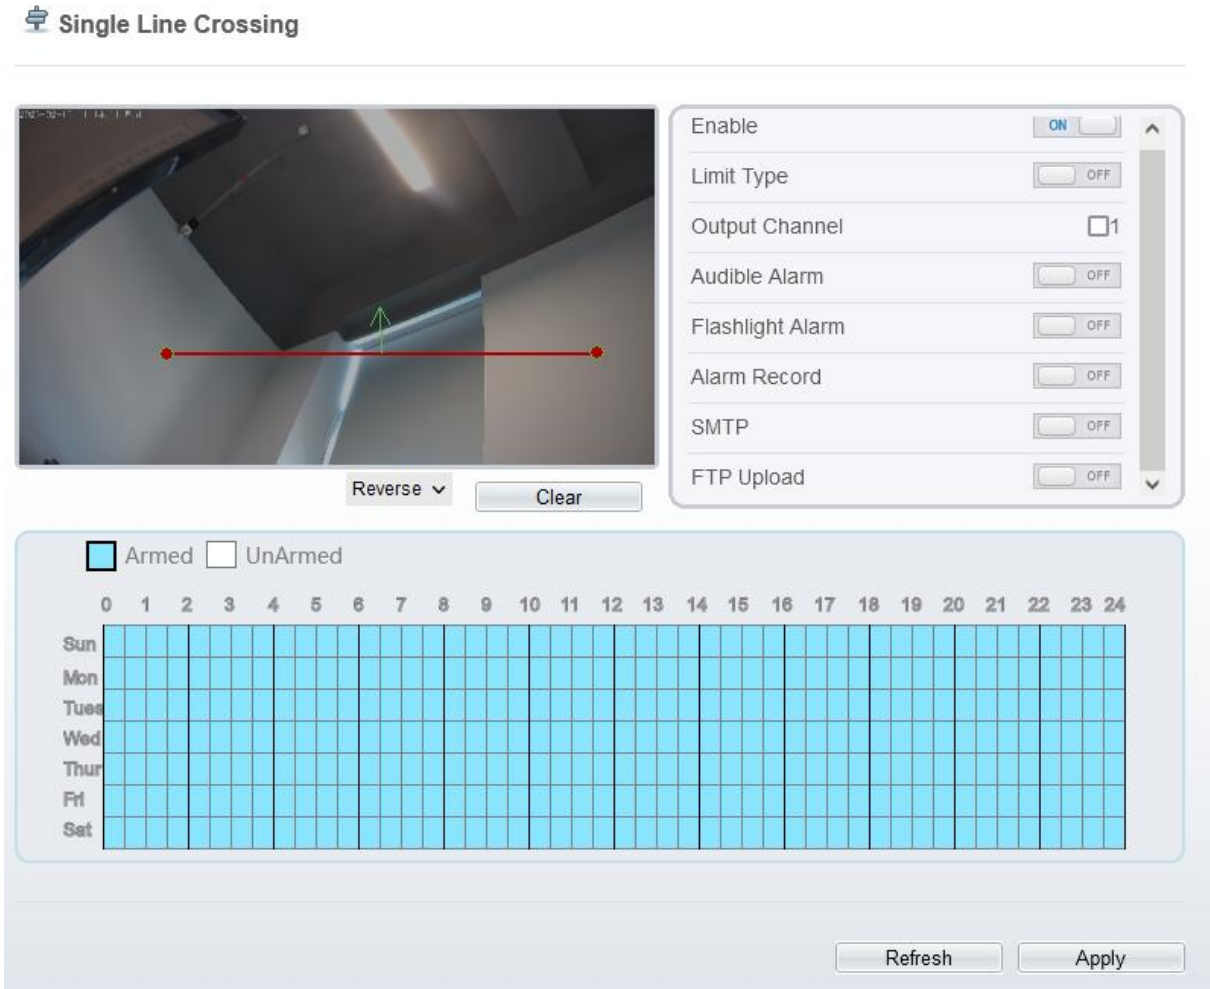 Single Line Crossing
Enable ON
Limit Type OFF
Output Channel 1
Audible Alarm OFF
Flashlight Alarm OFF
Alarm Record OFF
SMTP OFF
FTP Upload OFF
Reverse Clear
Armed UnArmed
0 1 2 3 4 5 6 7 8 9 10 11 12 13 14 15 16 17 18 19 20 21 22 23 24
Sun
Mon
Tues
Wed
Thur
Fri
Sat
Refresh Apply